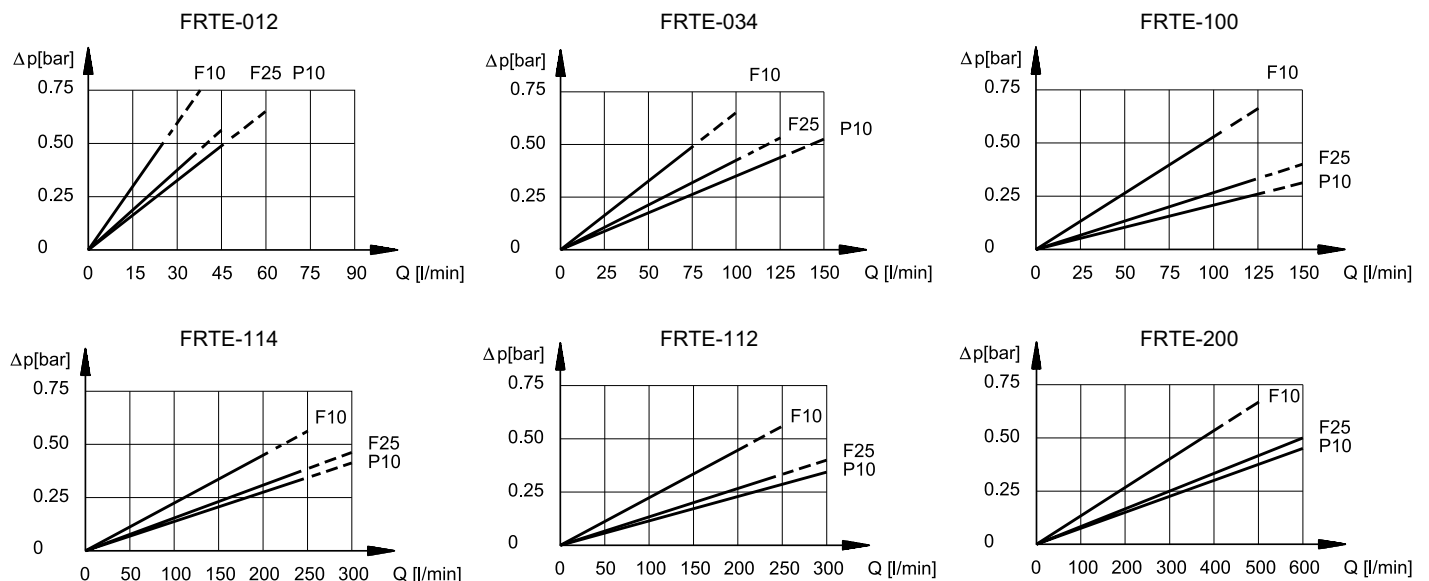 FRTE-012
Δp[bar]
F10 F25 P10
0.75
0.50
0.25
0
0 15 30 45 60 75 90 Q [l/min]
FRTE-034
Δp[bar]
F10
0.75
F25 P10
0.50
0.25
0
0 25 50 75 100 125 150 Q [l/min]
FRTE-100
Δp[bar]
F10
0.75
0.50
F25
0.25
P10
0
0 25 50 75 100 125 150 Q [l/min]
FRTE-114
Δp[bar]
0.75
F10
0.50
F25
P10
0.25
0
0 50 100 150 200 250 300 Q [l/min]
FRTE-112
Δp[bar]
0.75
F10
0.50
F25
P10
0.25
0
0 50 100 150 200 250 300 Q [l/min]
FRTE-200
Δp[bar]
0.75
F10
0.50
F25
P10
0.25
0
0 100 200 300 400 500 600 Q [l/min]